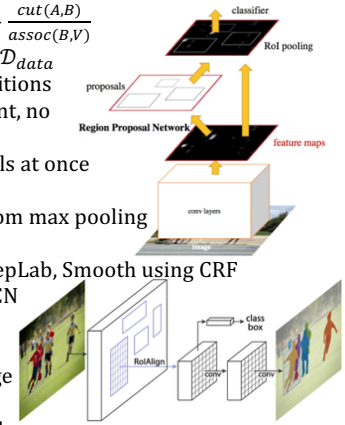 cut(A,B)
assoc(B,V)
𝒟data
itions
nt, no
ls at once
om max pooling
epLab, Smooth using CRF
CN
ge
classifier
RoI pooling
proposals
Region Proposal Network
feature maps
conv layers
image
class
box
RoIAlign
conv
conv